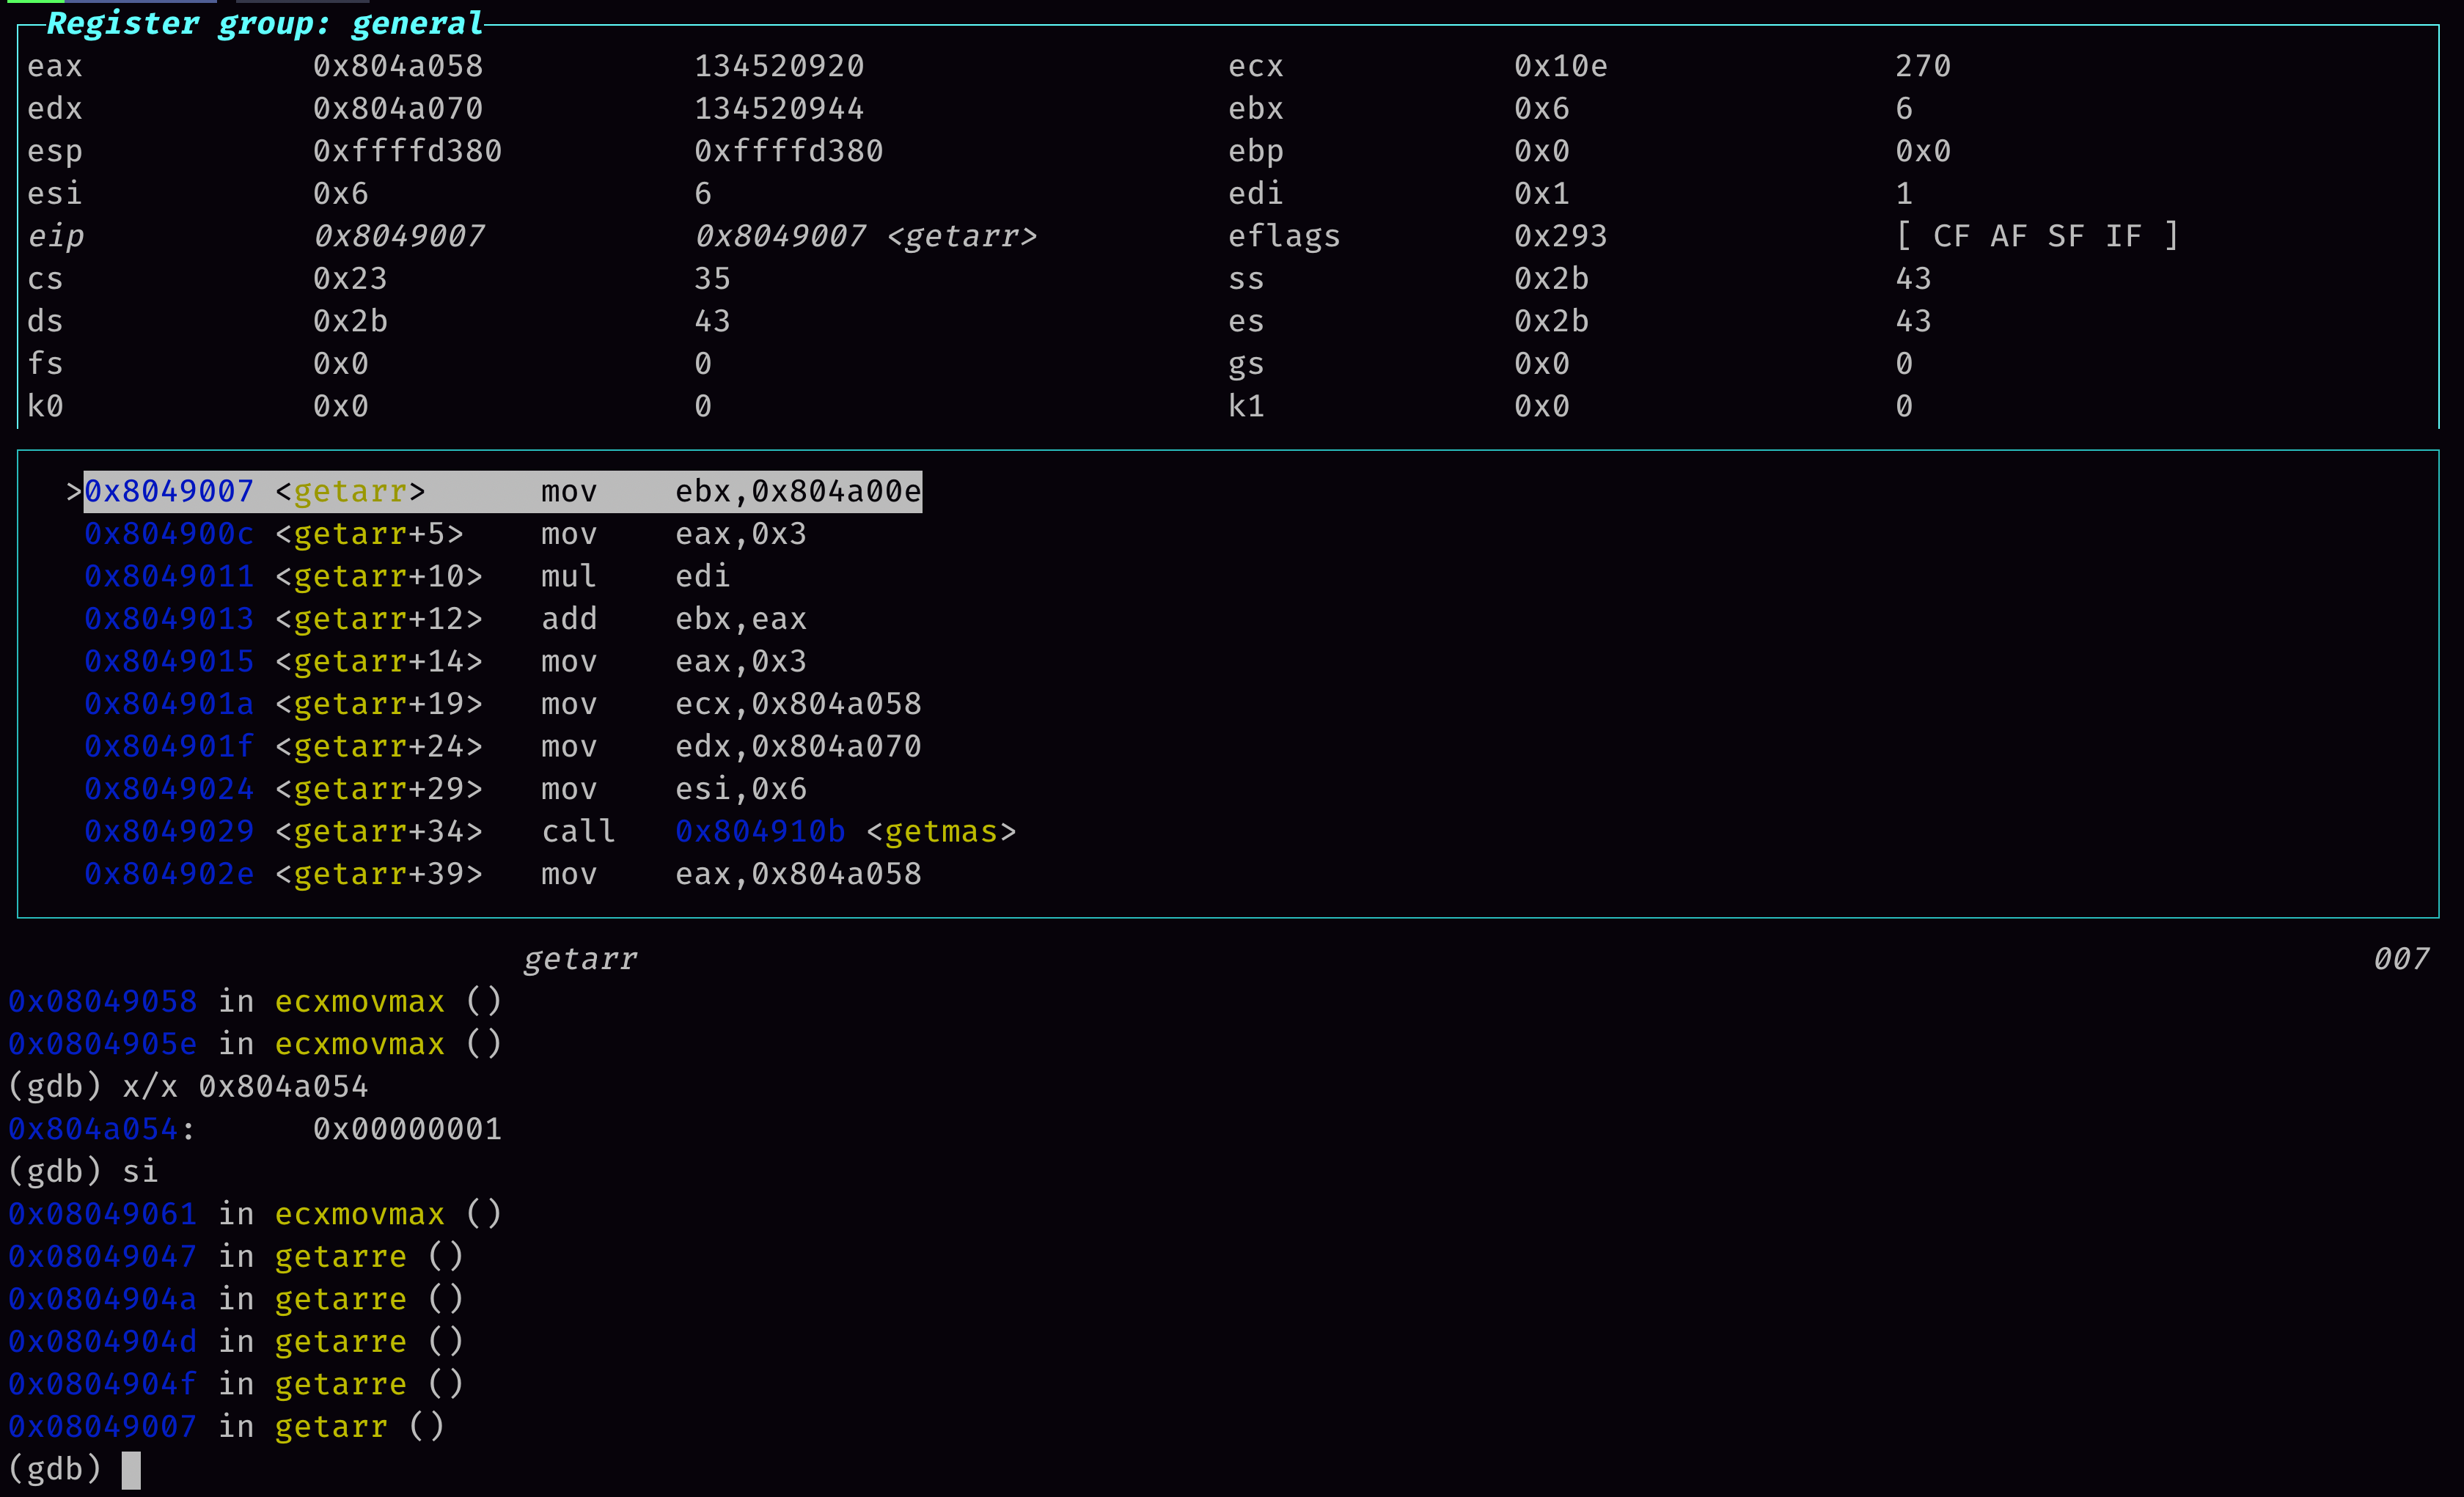 Register group: general
eax 0x804a058 134520920 ecx 0x10e 270
edx 0x804a070 134520944 ebx 0x6 6
esp 0xffffd380 0xffffd380 ebp 0x0 0x0
esi 0x6 6 edi 0x1 1
eip 0x8049007 0x8049007 <getarr> eflags 0x293 [ CF AF SF IF ]
cs 0x23 35 ss 0x2b 43
ds 0x2b 43 es 0x2b 43
fs 0x0 0 gs 0x0 0
k0 0x0 0 k1 0x0 0
>0x8049007 <getarr> mov ebx,0x804a00e
0x804900c <getarr+5> mov eax,0x3
0x8049011 <getarr+10> mul edi
0x8049013 <getarr+12> add ebx,eax
0x8049015 <getarr+14> mov eax,0x3
0x804901a <getarr+19> mov ecx,0x804a058
0x804901f <getarr+24> mov edx,0x804a070
0x8049024 <getarr+29> mov esi,0x6
0x8049029 <getarr+34> call 0x804910b <getmas>
0x804902e <getarr+39> mov eax,0x804a058
getarr 007
0x08049058 in ecxmovmax ()
0x0804905e in ecxmovmax ()
(gdb) x/x 0x804a054
0x804a054: 0x00000001
(gdb) si
0x08049061 in ecxmovmax ()
0x08049047 in getarre ()
0x0804904a in getarre ()
0x0804904d in getarre ()
0x0804904f in getarre ()
0x08049007 in getarr ()
(gdb)